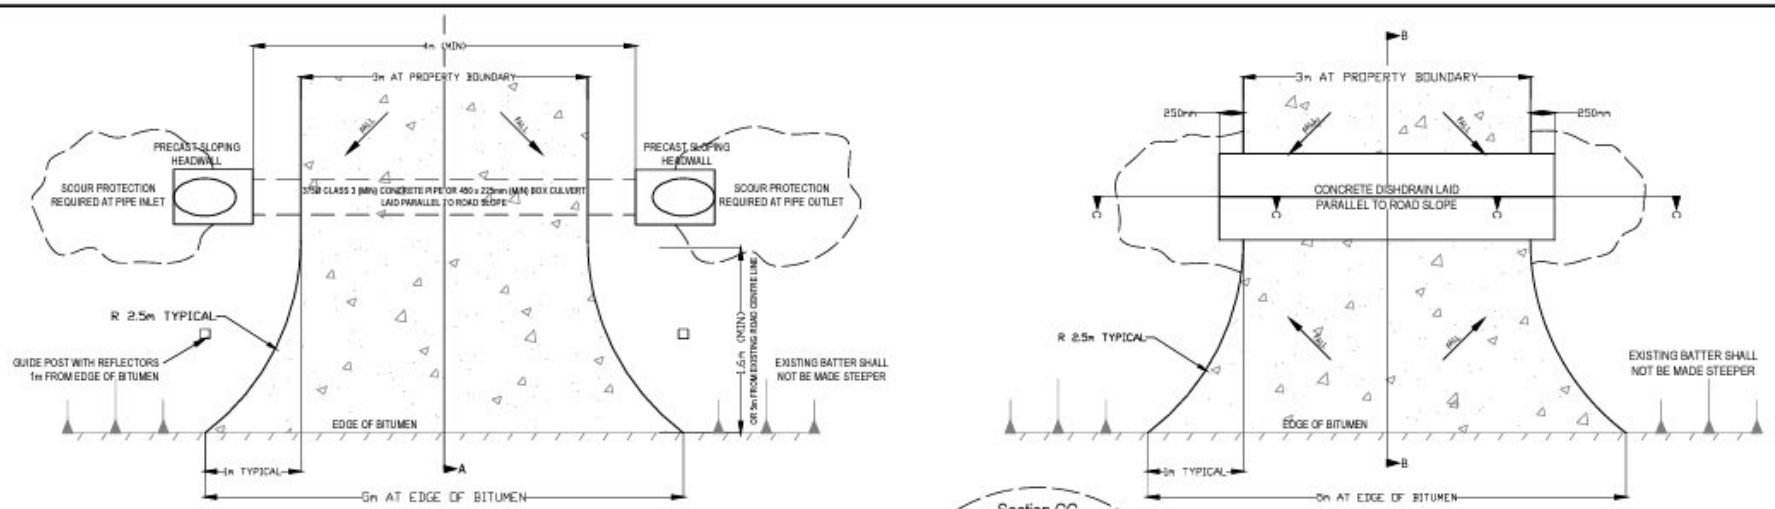 4m (MIN)
3m AT PROPERTY BOUNDARY
FALL
FALL
PRECAST SLOPING
HEADWALL
PRECAST SLOPING
HEADWALL
SCOUR PROTECTION
REQUIRED AT PIPE INLET
375Ø CLASS 3 (MIN) CONCRETE PIPE OR 450 x 225mm (MIN) BOX CULVERT
LAID PARALLEL TO ROAD SLOPE
SCOUR PROTECTION
REQUIRED AT PIPE OUTLET
R 2.5m TYPICAL
1.6m (MIN)
OR 5m FROM EXISTING ROAD CENTRE LINE
GUIDE POST WITH REFLECTORS
1m FROM EDGE OF BITUMEN
EXISTING BATTER SHALL
NOT BE MADE STEEPER
EDGE OF BITUMEN
1m TYPICAL
A
AT EDGE OF BITUMEN
B
3m AT PROPERTY BOUNDARY
250mm
250mm
FALL
FALL
CONCRETE DISHDRAIN LAID
PARALLEL TO ROAD SLOPE
C
C
C
C
R 2.5m TYPICAL
FALL
FALL
EXISTING BATTER SHALL
NOT BE MADE STEEPER
EDGE OF BITUMEN
1m TYPICAL
B
AT EDGE OF BITUMEN
Section CC